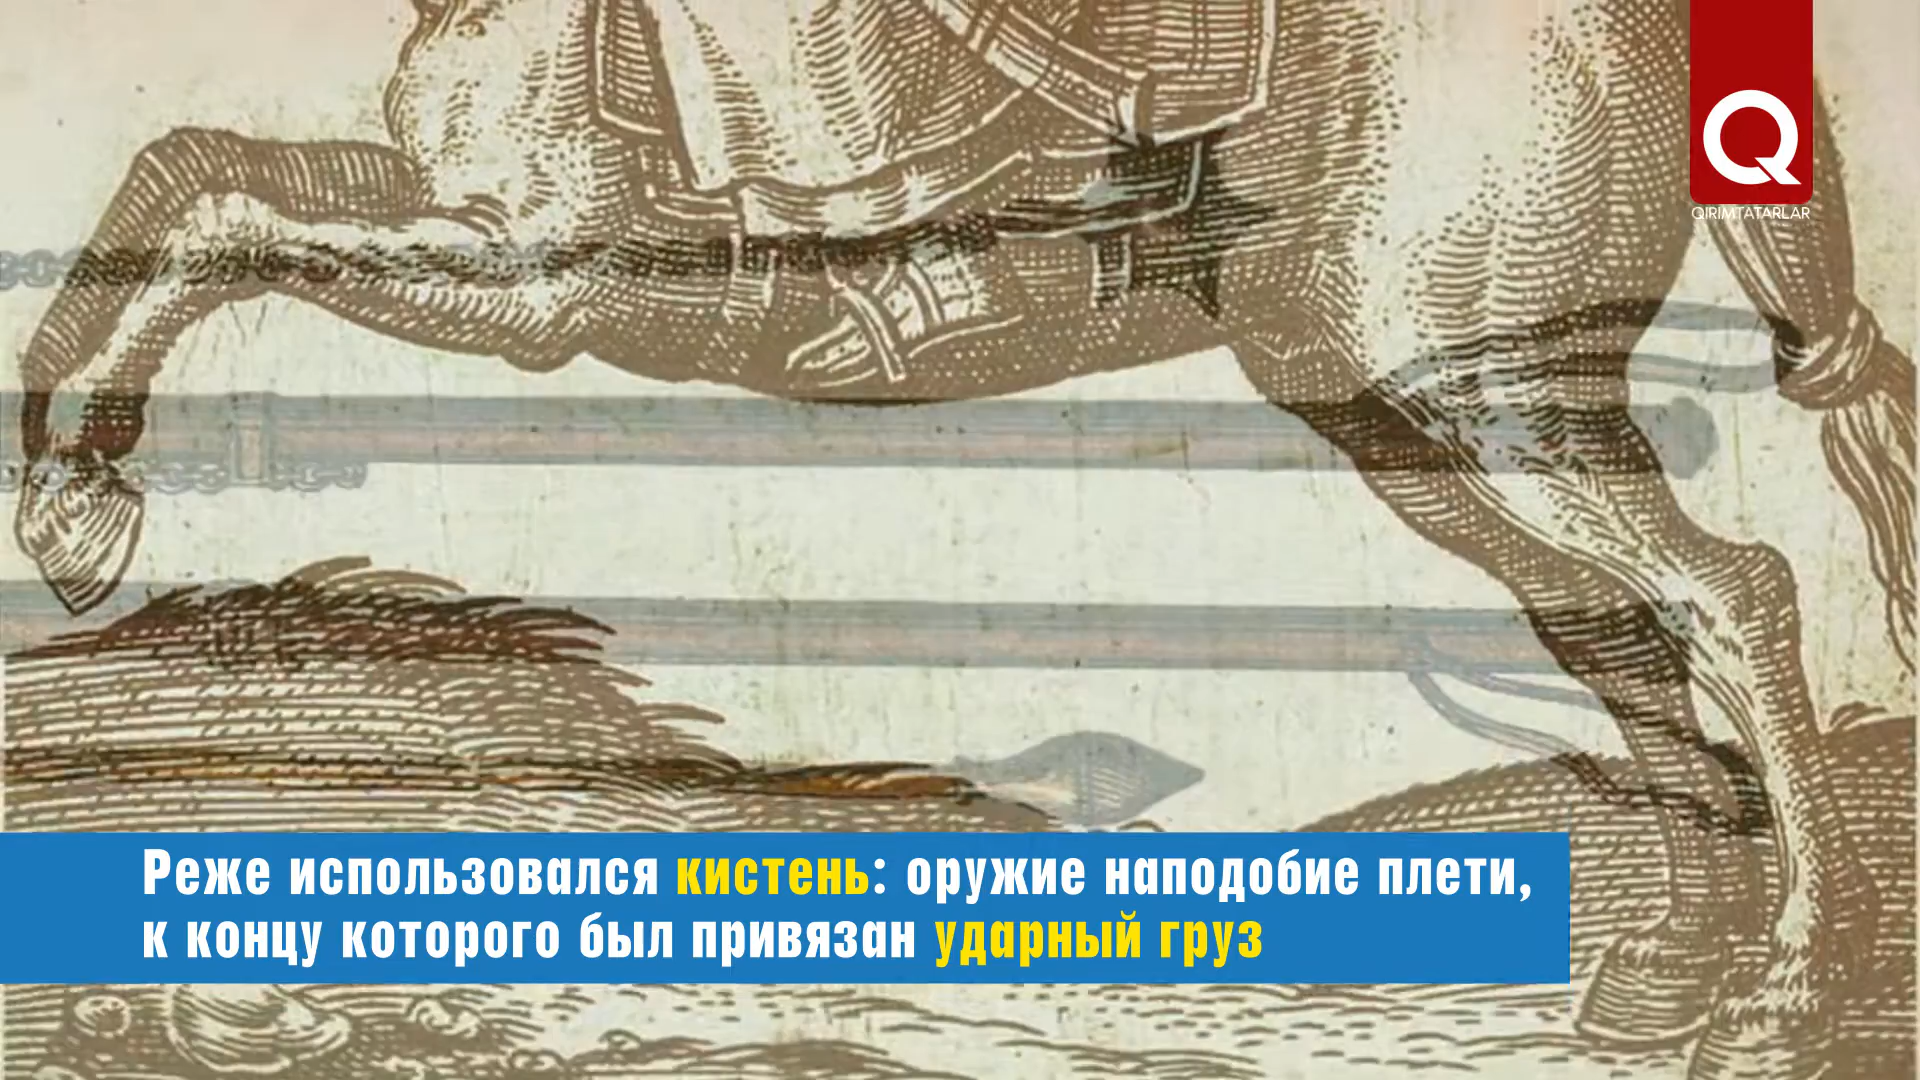 QIRIMTATARLAR
Реже использовался кистень: оружие наподобие плети,
к концу которого был привязан ударный груз